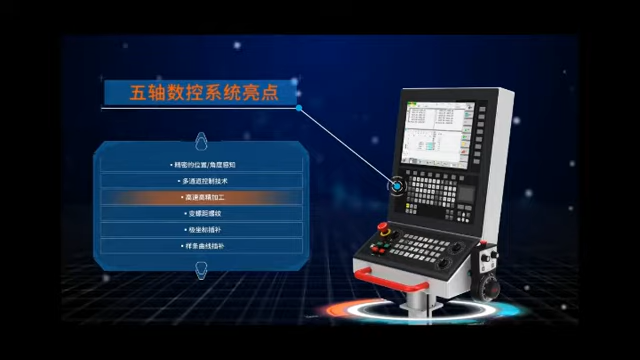 五轴数控系统亮点
• 精密的位置/角度感知
• 多通道控制技术
• 高速高精加工
• 变螺距螺纹
• 极坐标插补
• 样条曲线插补